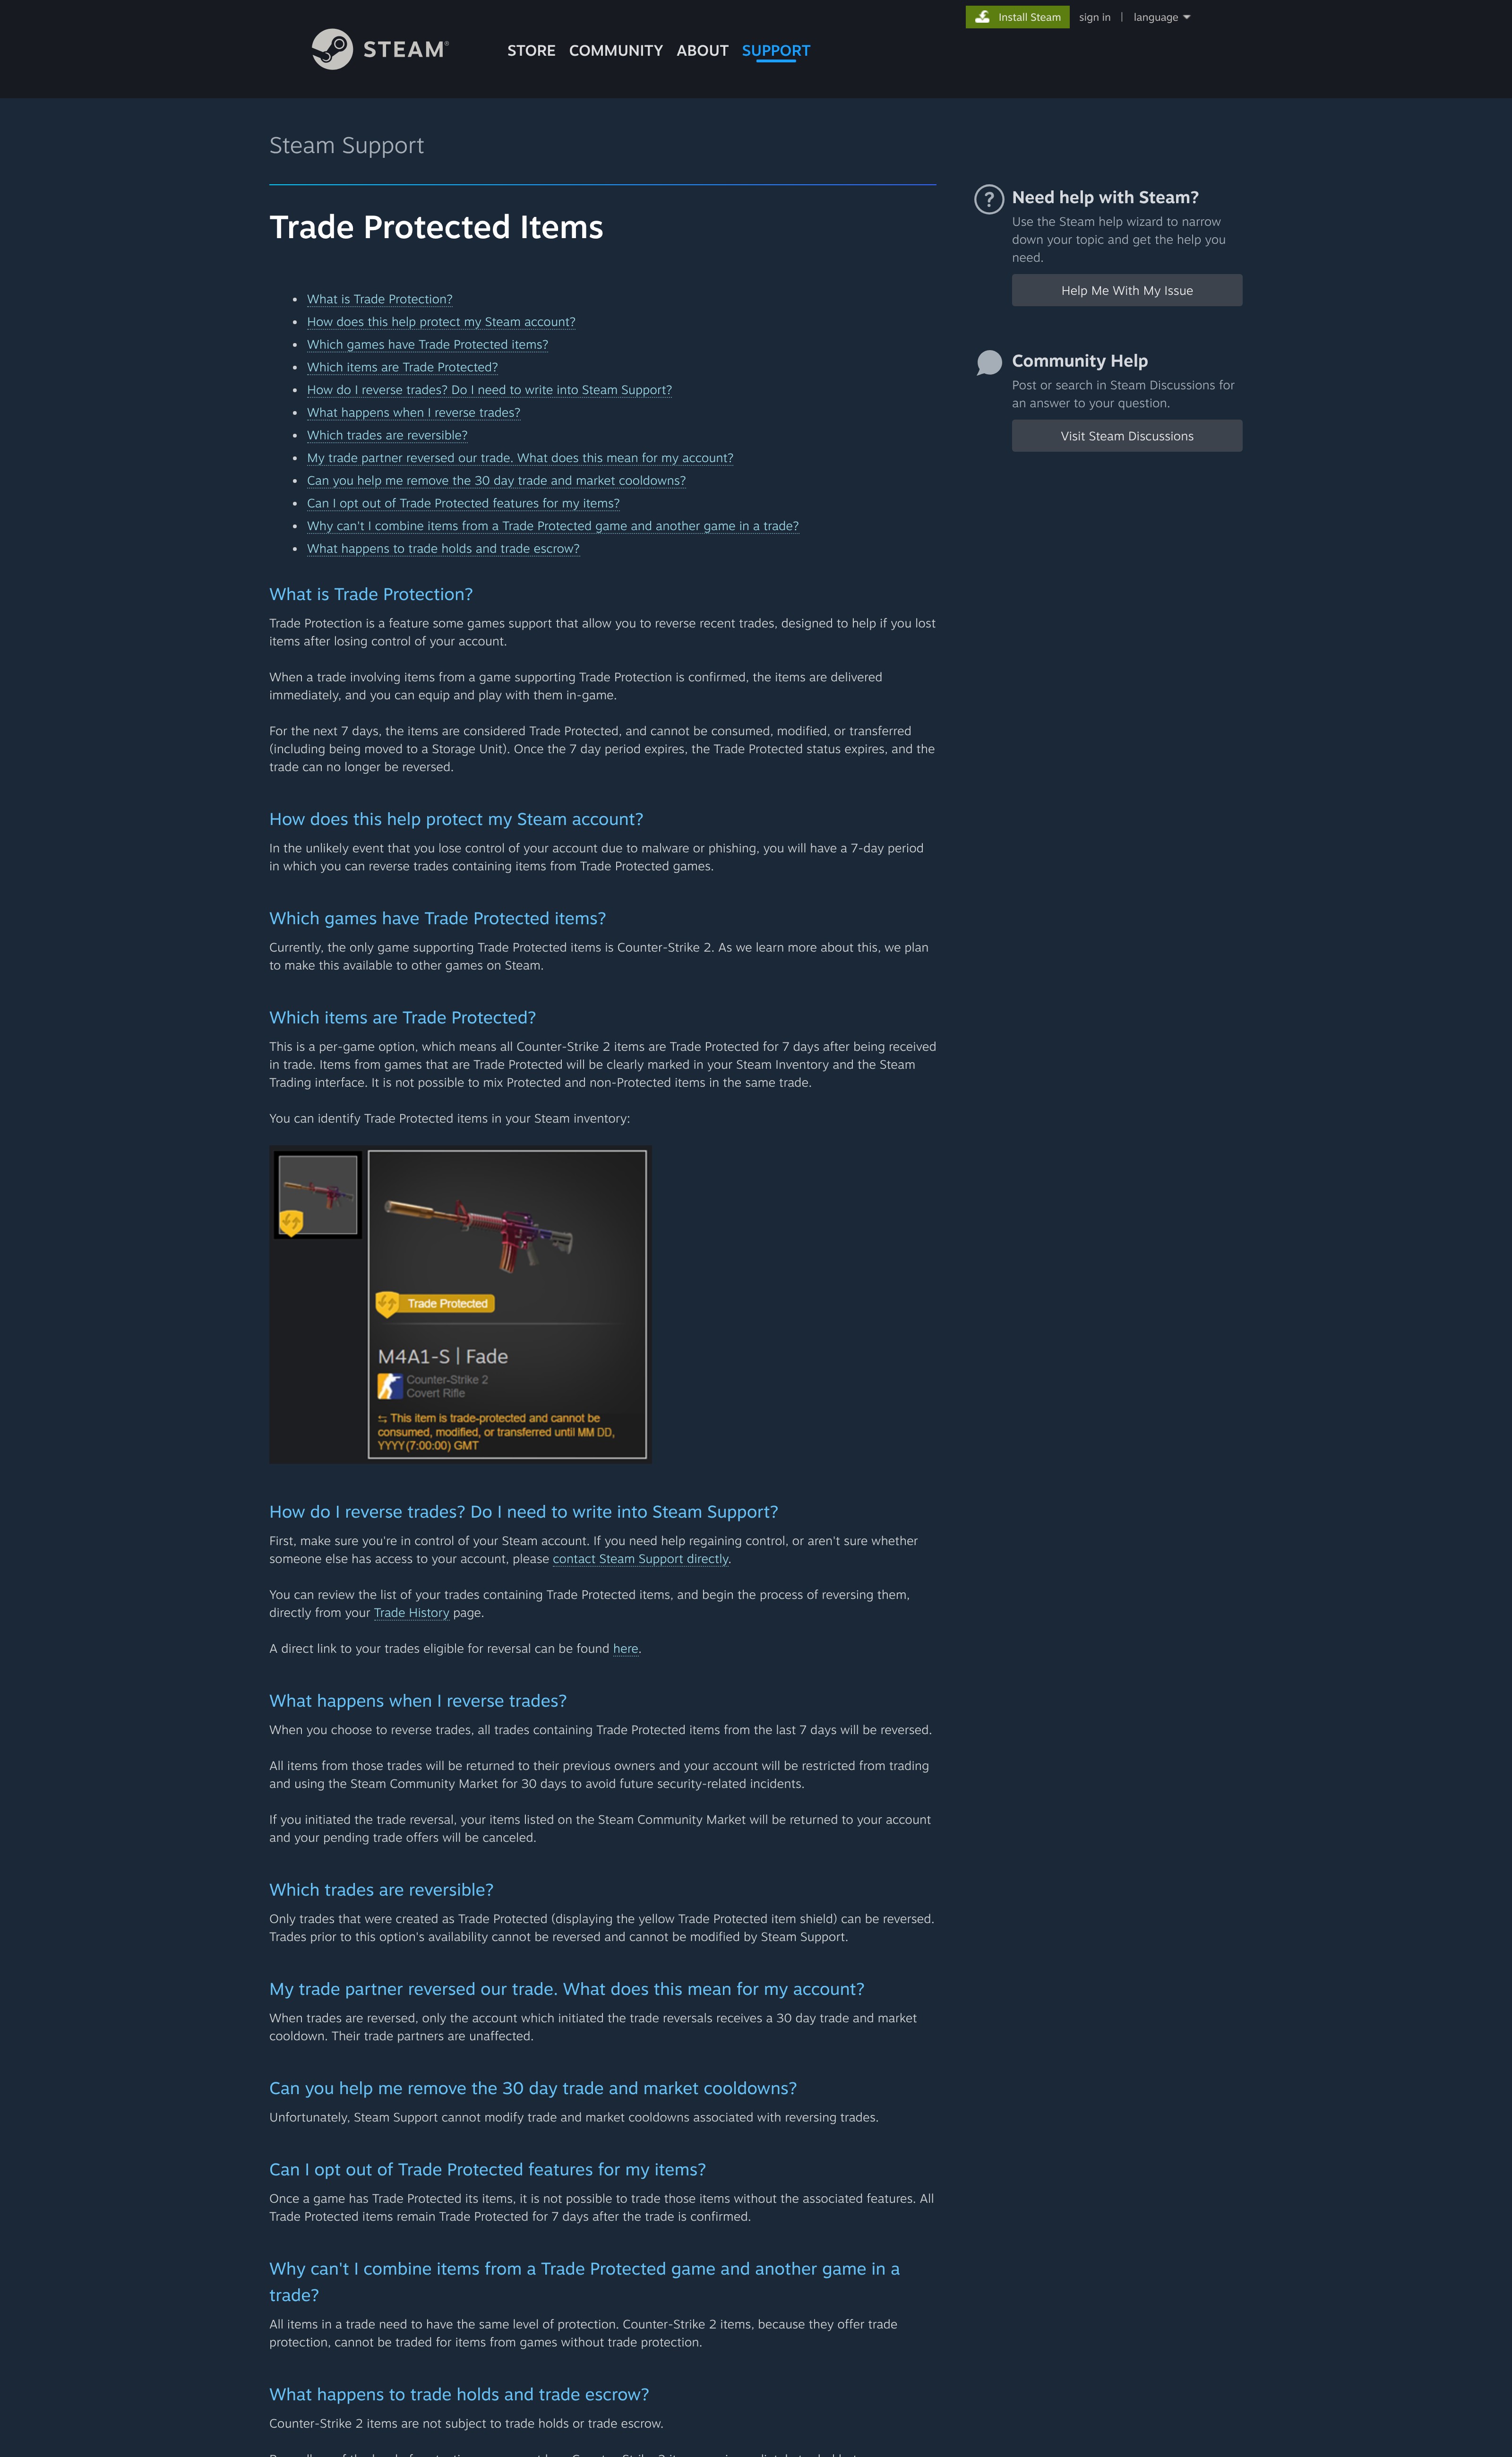 Install Steam
sign in | language
STEAM®
STORE COMMUNITY ABOUT SUPPORT
Steam Support
Trade Protected Items
What is Trade Protection?
How does this help protect my Steam account?
Which games have Trade Protected items?
Which items are Trade Protected?
How do I reverse trades? Do I need to write into Steam Support?
What happens when I reverse trades?
Which trades are reversible?
My trade partner reversed our trade. What does this mean for my account?
Can you help me remove the 30 day trade and market cooldowns?
Can I opt out of Trade Protected features for my items?
Why can't I combine items from a Trade Protected game and another game in a trade?
What happens to trade holds and trade escrow?
What is Trade Protection?
Trade Protection is a feature some games support that allow you to reverse recent trades, designed to help if you lost
items after losing control of your account.
When a trade involving items from a game supporting Trade Protection is confirmed, the items are delivered
immediately, and you can equip and play with them in-game.
For the next 7 days, the items are considered Trade Protected, and cannot be consumed, modified, or transferred
(including being moved to a Storage Unit). Once the 7 day period expires, the Trade Protected status expires, and the
trade can no longer be reversed.
How does this help protect my Steam account?
In the unlikely event that you lose control of your account due to malware or phishing, you will have a 7-day period
in which you can reverse trades containing items from Trade Protected games.
Which games have Trade Protected items?
Currently, the only game supporting Trade Protected items is Counter-Strike 2. As we learn more about this, we plan
to make this available to other games on Steam.
Which items are Trade Protected?
This is a per-game option, which means all Counter-Strike 2 items are Trade Protected for 7 days after being received
in trade. Items from games that are Trade Protected will be clearly marked in your Steam Inventory and the Steam
Trading interface. It is not possible to mix Protected and non-Protected items in the same trade.
You can identify Trade Protected items in your Steam inventory:
Trade Protected
M4A1-S | Fade
Counter-Strike 2
Covert Rifle
⇆ This item is trade-protected and cannot be
consumed, modified, or transferred until MM DD,
YYYY (7:00:00) GMT
How do I reverse trades? Do I need to write into Steam Support?
First, make sure you're in control of your Steam account. If you need help regaining control, or aren't sure whether
someone else has access to your account, please contact Steam Support directly.
You can review the list of your trades containing Trade Protected items, and begin the process of reversing them,
directly from your Trade History page.
A direct link to your trades eligible for reversal can be found here.
What happens when I reverse trades?
When you choose to reverse trades, all trades containing Trade Protected items from the last 7 days will be reversed.
All items from those trades will be returned to their previous owners and your account will be restricted from trading
and using the Steam Community Market for 30 days to avoid future security-related incidents.
If you initiated the trade reversal, your items listed on the Steam Community Market will be returned to your account
and your pending trade offers will be canceled.
Which trades are reversible?
Only trades that were created as Trade Protected (displaying the yellow Trade Protected item shield) can be reversed.
Trades prior to this option's availability cannot be reversed and cannot be modified by Steam Support.
My trade partner reversed our trade. What does this mean for my account?
When trades are reversed, only the account which initiated the trade reversals receives a 30 day trade and market
cooldown. Their trade partners are unaffected.
Can you help me remove the 30 day trade and market cooldowns?
Unfortunately, Steam Support cannot modify trade and market cooldowns associated with reversing trades.
Can I opt out of Trade Protected features for my items?
Once a game has Trade Protected its items, it is not possible to trade those items without the associated features. All
Trade Protected items remain Trade Protected for 7 days after the trade is confirmed.
Why can't I combine items from a Trade Protected game and another game in a
trade?
All items in a trade need to have the same level of protection. Counter-Strike 2 items, because they offer trade
protection, cannot be traded for items from games without trade protection.
What happens to trade holds and trade escrow?
Counter-Strike 2 items are not subject to trade holds or trade escrow.
Need help with Steam?
Use the Steam help wizard to narrow
down your topic and get the help you
need.
Help Me With My Issue
Community Help
Post or search in Steam Discussions for
an answer to your question.
Visit Steam Discussions